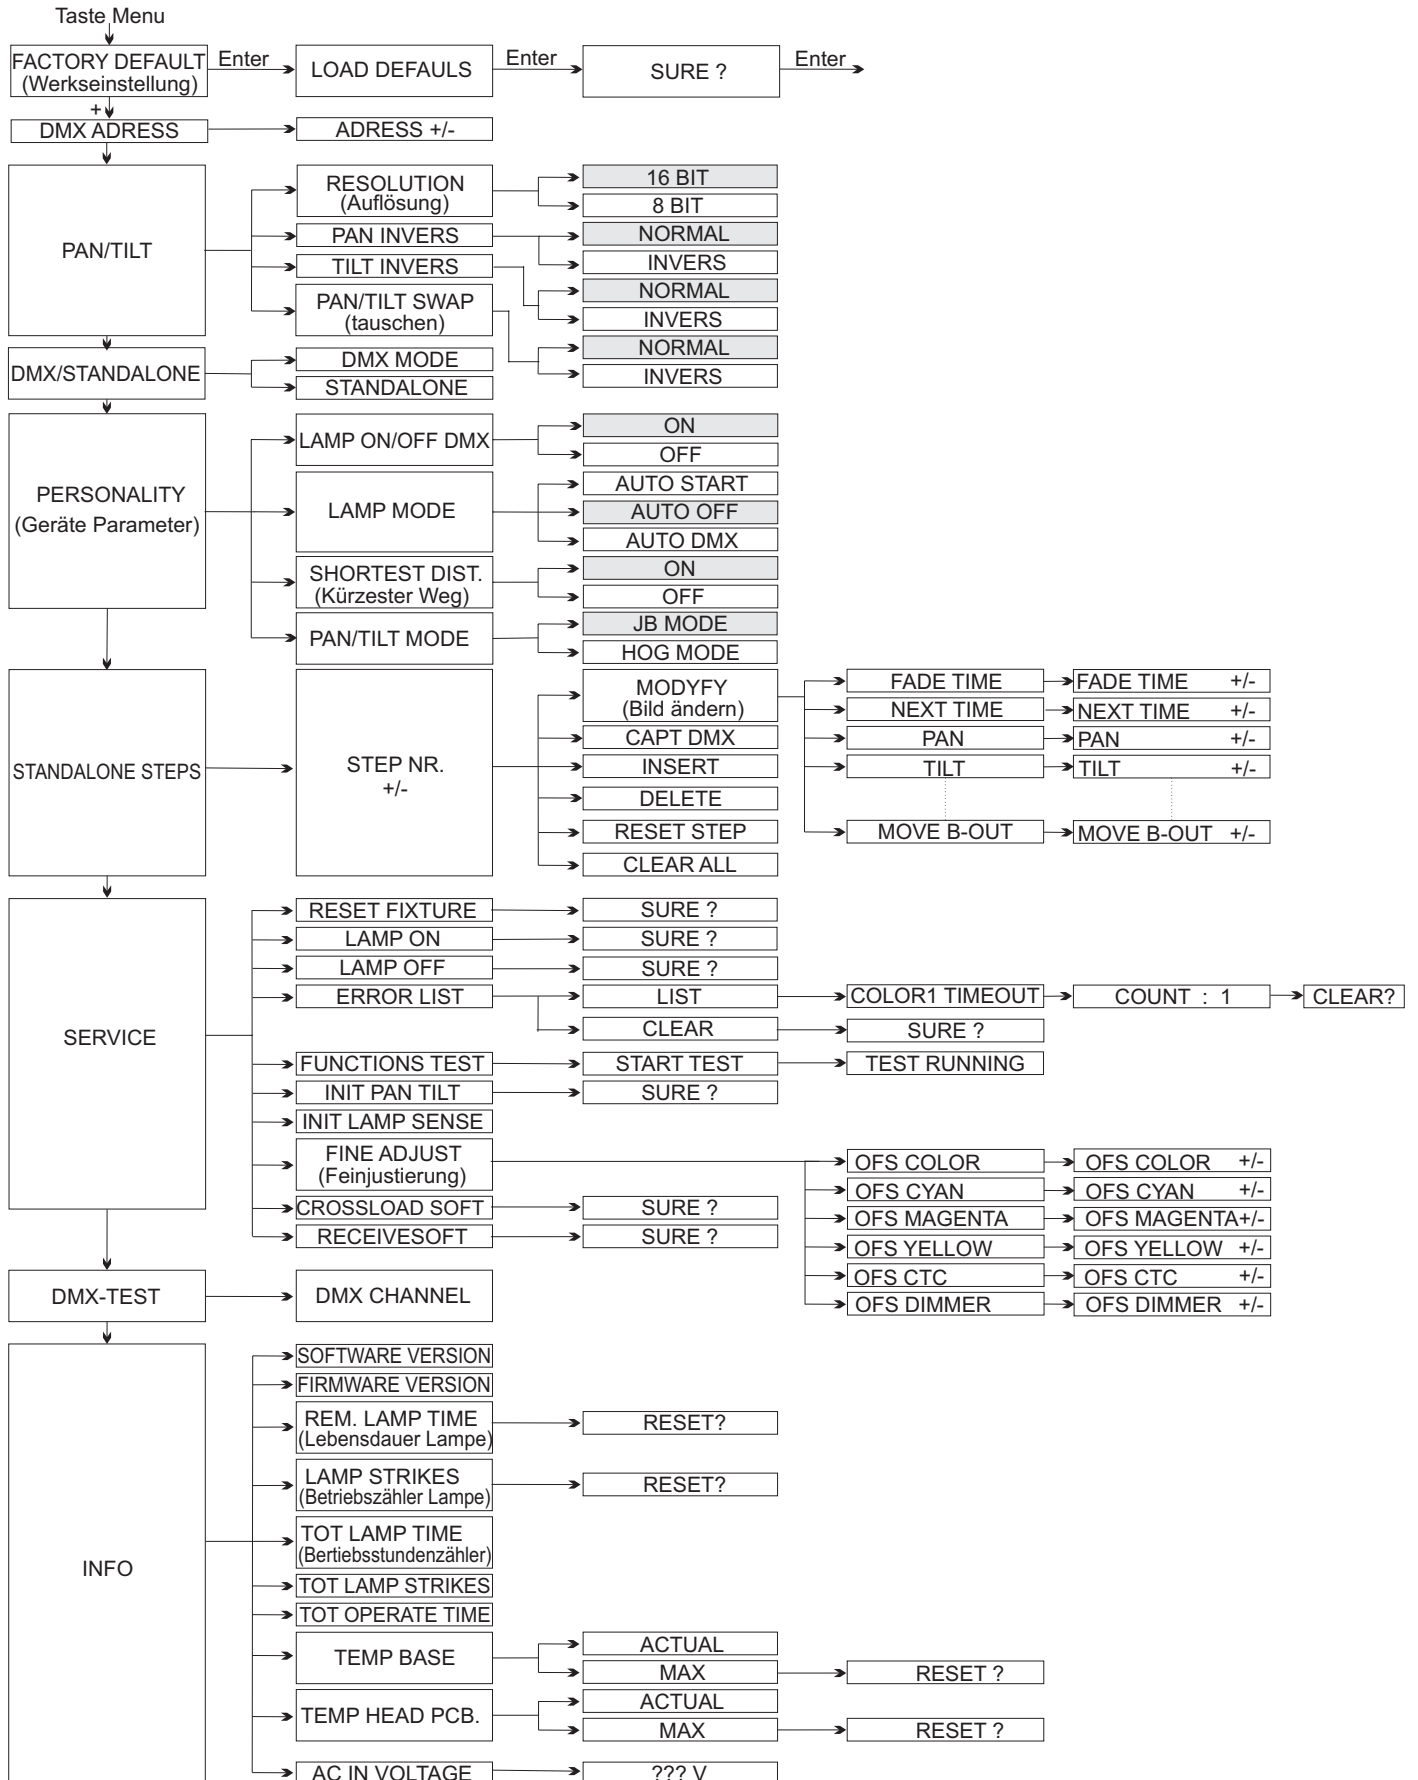 Taste Menu
FACTORY DEFAULT
(Werkseinstellung)
Enter
LOAD DEFAULS
Enter
SURE ?
Enter
+
DMX ADRESS
ADRESS +/-
PAN/TILT
RESOLUTION
(Auflösung)
16 BIT
8 BIT
PAN INVERS
NORMAL
INVERS
TILT INVERS
NORMAL
INVERS
PAN/TILT SWAP
(tauschen)
NORMAL
INVERS
DMX/STANDALONE
DMX MODE
STANDALONE
PERSONALITY
(Geräte Parameter)
LAMP ON/OFF DMX
ON
OFF
LAMP MODE
AUTO START
AUTO OFF
AUTO DMX
SHORTEST DIST.
(Kürzester Weg)
ON
OFF
PAN/TILT MODE
JB MODE
HOG MODE
STANDALONE STEPS
STEP NR.
+/-
MODYFY
(Bild ändern)
FADE TIME
FADE TIME +/-
NEXT TIME
NEXT TIME +/-
PAN
PAN +/-
TILT
TILT +/-
MOVE B-OUT
MOVE B-OUT +/-
CAPT DMX
INSERT
DELETE
RESET STEP
CLEAR ALL
SERVICE
RESET FIXTURE
SURE ?
LAMP ON
SURE ?
LAMP OFF
SURE ?
ERROR LIST
LIST
COLOR1 TIMEOUT
COUNT : 1
CLEAR?
CLEAR
SURE ?
FUNCTIONS TEST
START TEST
TEST RUNNING
INIT PAN TILT
SURE ?
INIT LAMP SENSE
FINE ADJUST
(Feinjustierung)
OFS COLOR
OFS COLOR +/-
OFS CYAN
OFS CYAN +/-
OFS MAGENTA
OFS MAGENTA+/-
OFS YELLOW
OFS YELLOW +/-
OFS CTC
OFS CTC +/-
OFS DIMMER
OFS DIMMER +/-
CROSSLOAD SOFT
SURE ?
RECEIVESOFT
SURE ?
DMX-TEST
DMX CHANNEL
INFO
SOFTWARE VERSION
FIRMWARE VERSION
REM. LAMP TIME
(Lebensdauer Lampe)
RESET?
LAMP STRIKES
(Betriebszähler Lampe)
RESET?
TOT LAMP TIME
(Bertiebsstundenzähler)
TOT LAMP STRIKES
TOT OPERATE TIME
TEMP BASE
ACTUAL
MAX
RESET ?
TEMP HEAD PCB.
ACTUAL
MAX
RESET ?
AC IN VOLTAGE
??? V